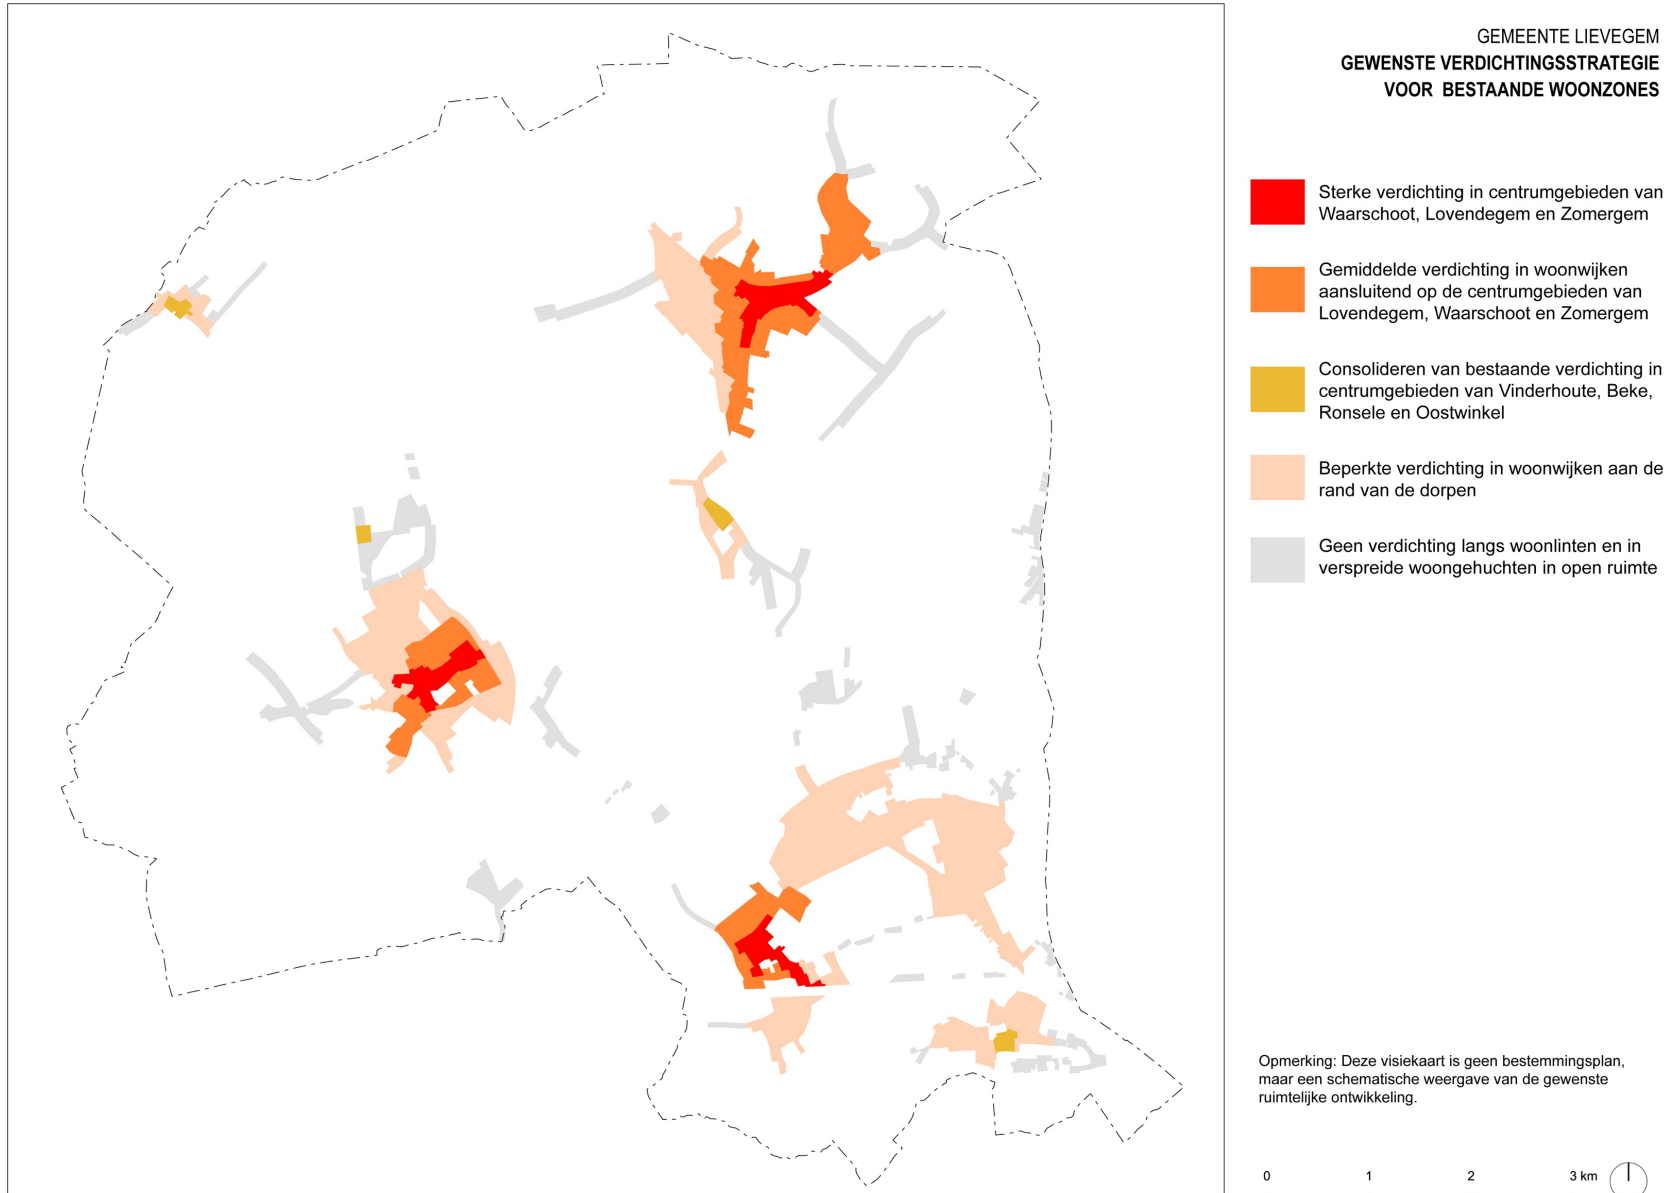 GEMEENTE LIEVEGEM
GEWENSTE VERDICHTINGSSTRATEGIE
VOOR BESTAANDE WOONZONES
Sterke verdichting in centrumgebieden van
Waarschoot, Lovendegem en Zomergem
Gemiddelde verdichting in woonwijken
aansluitend op de centrumgebieden van
Lovendegem, Waarschoot en Zomergem
Consolideren van bestaande verdichting in
centrumgebieden van Vinderhoute, Beke,
Ronsele en Oostwinkel
Beperkte verdichting in woonwijken aan de
rand van de dorpen
Geen verdichting langs woonlinten en in
verspreide woongehuchten in open ruimte
Opmerking: Deze visiekaart is geen bestemmingsplan,
maar een schematische weergave van de gewenste
ruimtelijke ontwikkeling.
0 1 2 3 km